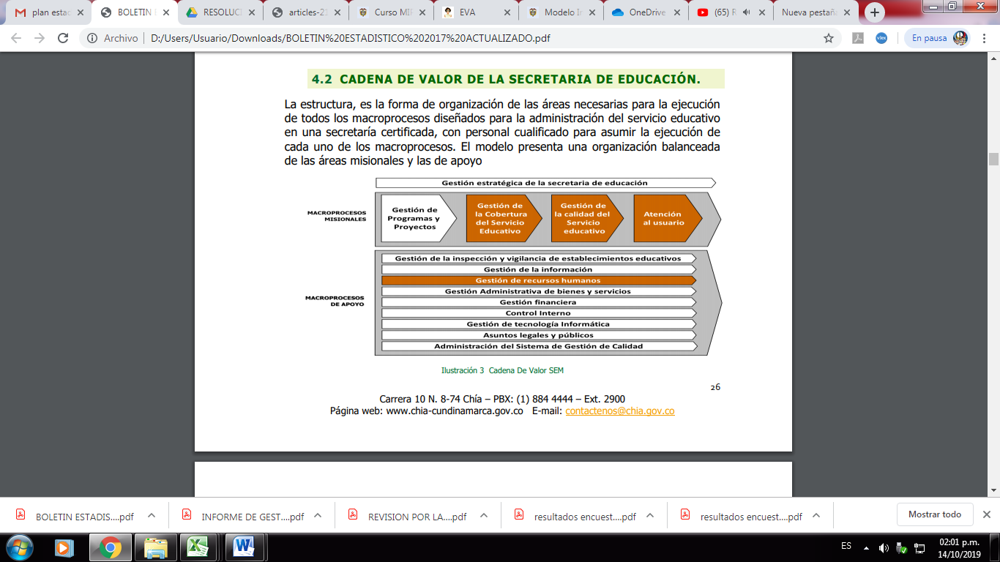 plan estad
BOLETIN E
RESOLUCI
articles-2
Curso MI
EVA
Modelo I
OneDrive
(65) R
Nueva pestaña
Archivo
D:/Users/Usuario/Downloads/BOLETIN%20ESTADISTICO%202017%20ACTUALIZADO.pdf
vlex
En pausa
4.2 CADENA DE VALOR DE LA SECRETARIA DE EDUCACIÓN.
La estructura, es la forma de organización de las áreas necesarias para la ejecución
de todos los macroprocesos diseñados para la administración del servicio educativo
en una secretaría certificada, con personal cualificado para asumir la ejecución de
cada uno de los macroprocesos. El modelo presenta una organización balanceada
de las áreas misionales y las de apoyo
Gestión estratégica de la secretaria de educación
MACROPROCESOS
MISIONALES
Gestión de
Programas y
Proyectos
Gestión de
la Cobertura
del Servicio
Educativo
Gestión de
la calidad del
Servicio
educativo
Atención
al usuario
MACROPROCESOS
DE APOYO
Gestión de la inspección y vigilancia de establecimientos educativos
Gestión de la información
Gestión de recursos humanos
Gestión Administrativa de bienes y servicios
Gestión financiera
Control Interno
Gestión de tecnología Informática
Asuntos legales y públicos
Administración del Sistema de Gestión de Calidad
Ilustración 3 Cadena De Valor SEM
26
Carrera 10 N. 8-74 Chía – PBX: (1) 884 4444 – Ext. 2900
Página web: www.chia-cundinamarca.gov.co E-mail: contactenos@chia.gov.co
BOLETIN ESTADIS....pdf
INFORME DE GEST....pdf
REVISION POR LA....pdf
resultados encuest....pdf
resultados encuest....pdf
Mostrar todo
ES
02:01 p.m.
14/10/2019